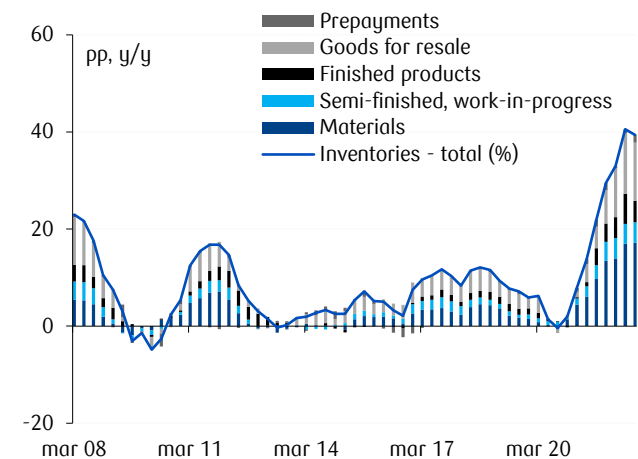 60
pp, y/y
Prepayments
Goods for resale
Finished products
Semi-finished, work-in-progress
Materials
Inventories - total (%)
40
20
0
-20
mar 08 mar 11 mar 14 mar 17 mar 20